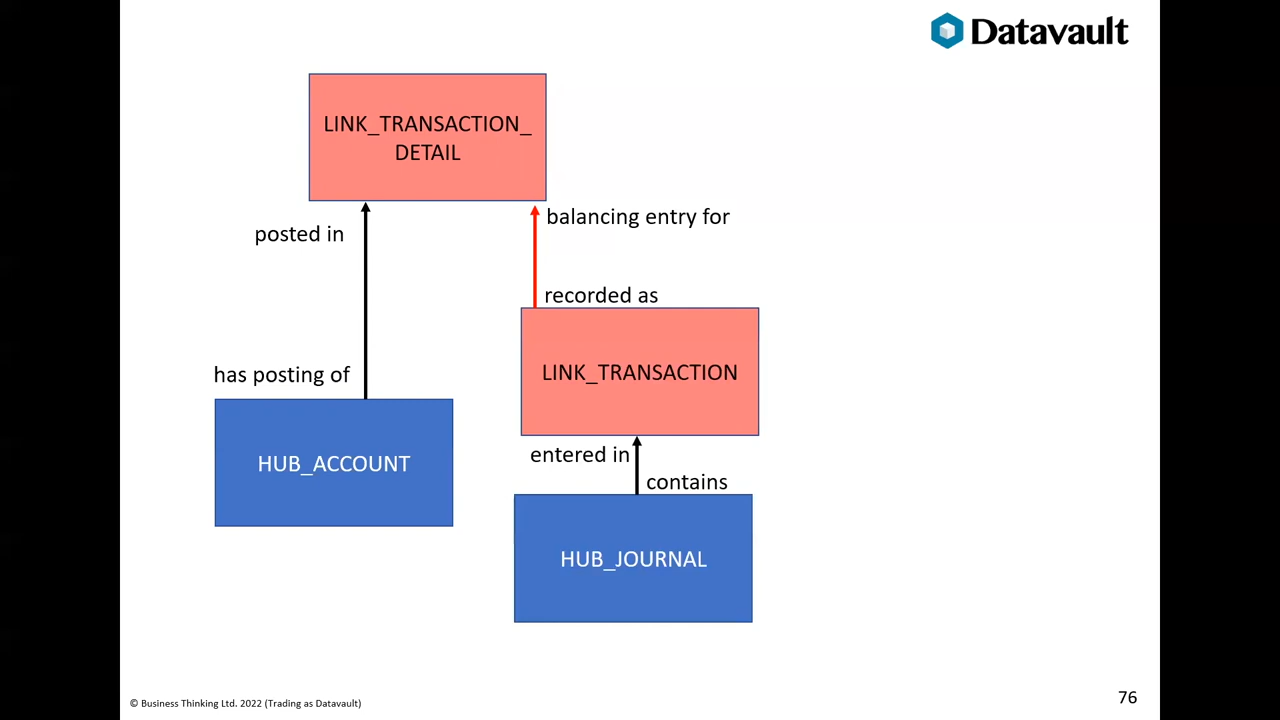 Datavault
LINK_TRANSACTION_
DETAIL
posted in
balancing entry for
recorded as
has posting of
LINK_TRANSACTION
HUB_ACCOUNT
entered in
contains
HUB_JOURNAL
© Business Thinking Ltd. 2022 (Trading as Datavault)
76